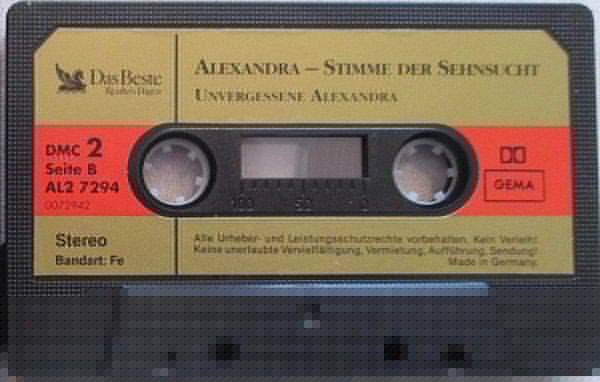 Das Beste
Reader's Digest
ALEXANDRA – STIMME DER SEHNSUCHT
UNVERGESSENE ALEXANDRA
DMC 2
Seite B
AL2 7294
0072942
GEMA
100 50 0
Stereo
Bandart: Fe
Alle Urheber- und Leistungsschutzrechte vorbehalten. Kein Verleih!
Keine unerlaubte Vervielfältigung, Vermietung, Aufführung, Sendung!
Made in Germany.